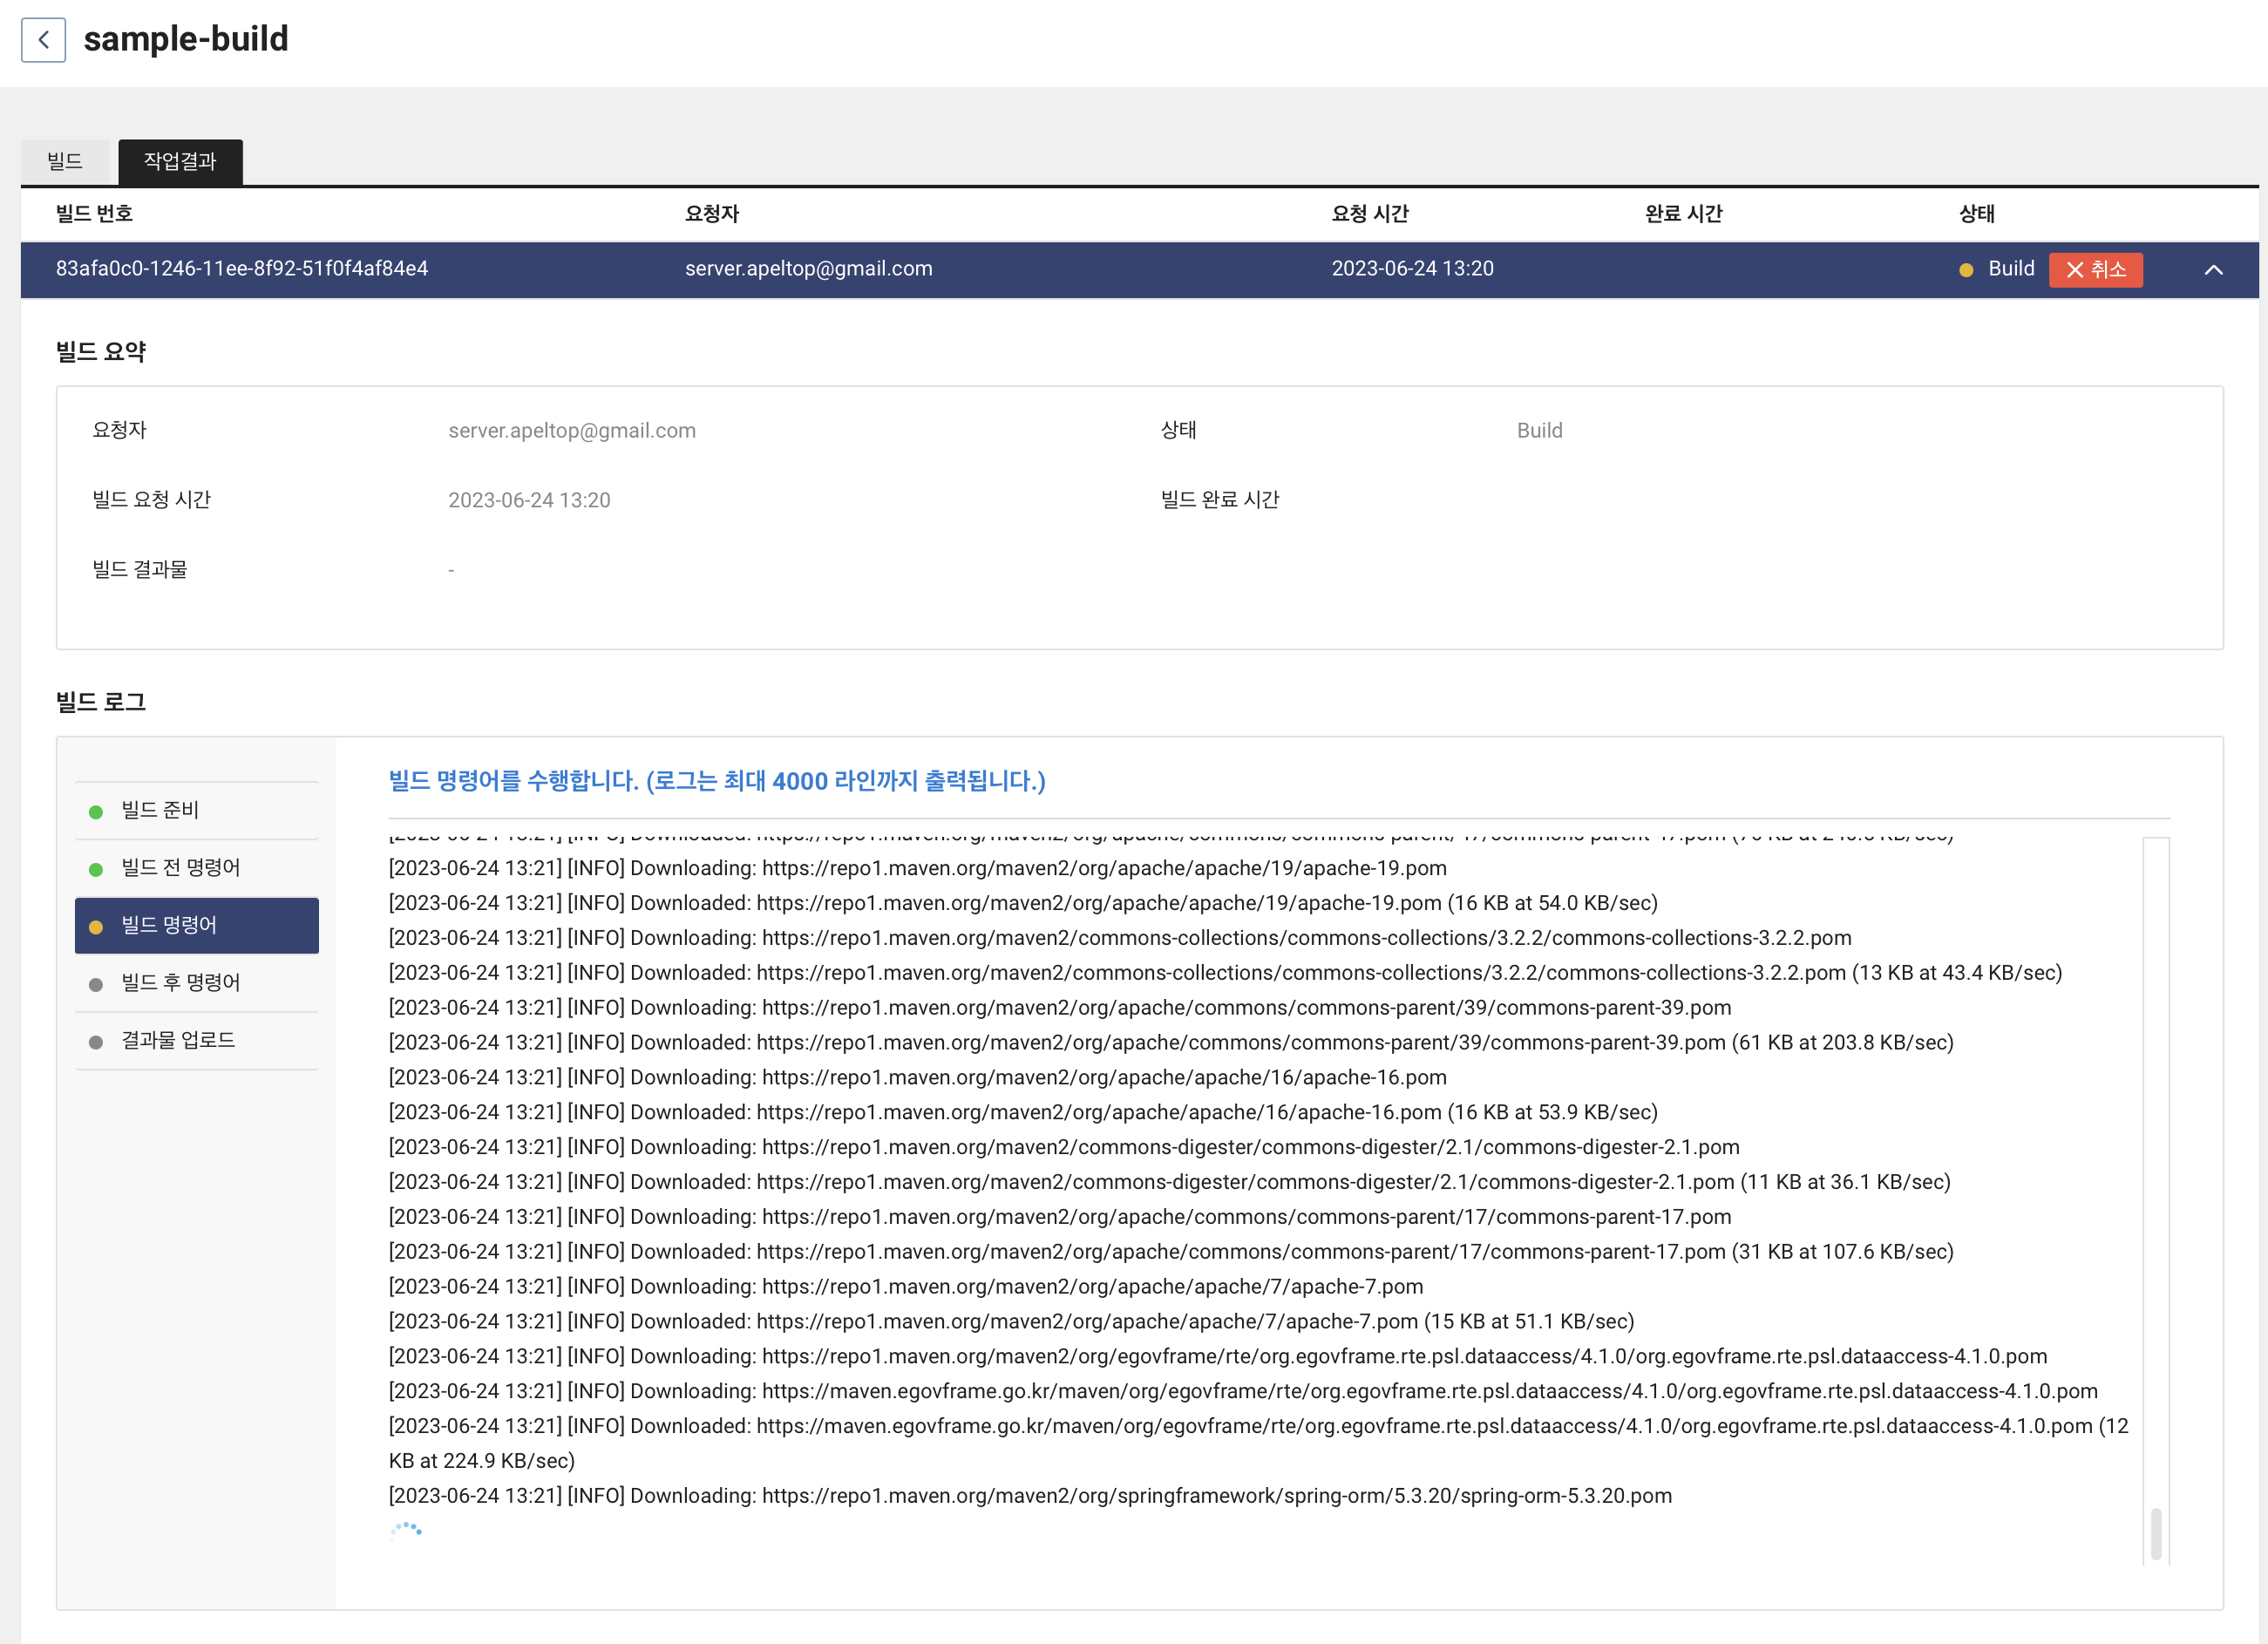 sample-build
빌드 작업결과
빌드 번호 요청자 요청 시간 완료 시간 상태
83afa0c0-1246-11ee-8f92-51f0f4af84e4 server.apeltop@gmail.com 2023-06-24 13:20 Build 취소
빌드 요약
요청자 server.apeltop@gmail.com 상태 Build
빌드 요청 시간 2023-06-24 13:20 빌드 완료 시간
빌드 결과물 -
빌드 로그
빌드 준비
빌드 전 명령어
빌드 명령어
빌드 후 명령어
결과물 업로드
빌드 명령어를 수행합니다. (로그는 최대 4000 라인까지 출력됩니다.)
[2023-06-24 13:21] [INFO] Downloading: https://repo1.maven.org/maven2/org/apache/apache/19/apache-19.pom
[2023-06-24 13:21] [INFO] Downloaded: https://repo1.maven.org/maven2/org/apache/apache/19/apache-19.pom (16 KB at 54.0 KB/sec)
[2023-06-24 13:21] [INFO] Downloading: https://repo1.maven.org/maven2/commons-collections/commons-collections/3.2.2/commons-collections-3.2.2.pom
[2023-06-24 13:21] [INFO] Downloaded: https://repo1.maven.org/maven2/commons-collections/commons-collections/3.2.2/commons-collections-3.2.2.pom (13 KB at 43.4 KB/sec)
[2023-06-24 13:21] [INFO] Downloading: https://repo1.maven.org/maven2/org/apache/commons/commons-parent/39/commons-parent-39.pom
[2023-06-24 13:21] [INFO] Downloaded: https://repo1.maven.org/maven2/org/apache/commons/commons-parent/39/commons-parent-39.pom (61 KB at 203.8 KB/sec)
[2023-06-24 13:21] [INFO] Downloading: https://repo1.maven.org/maven2/org/apache/apache/16/apache-16.pom
[2023-06-24 13:21] [INFO] Downloaded: https://repo1.maven.org/maven2/org/apache/apache/16/apache-16.pom (16 KB at 53.9 KB/sec)
[2023-06-24 13:21] [INFO] Downloading: https://repo1.maven.org/maven2/commons-digester/commons-digester/2.1/commons-digester-2.1.pom
[2023-06-24 13:21] [INFO] Downloaded: https://repo1.maven.org/maven2/commons-digester/commons-digester/2.1/commons-digester-2.1.pom (11 KB at 36.1 KB/sec)
[2023-06-24 13:21] [INFO] Downloading: https://repo1.maven.org/maven2/org/apache/commons/commons-parent/17/commons-parent-17.pom
[2023-06-24 13:21] [INFO] Downloaded: https://repo1.maven.org/maven2/org/apache/commons/commons-parent/17/commons-parent-17.pom (31 KB at 107.6 KB/sec)
[2023-06-24 13:21] [INFO] Downloading: https://repo1.maven.org/maven2/org/apache/apache/7/apache-7.pom
[2023-06-24 13:21] [INFO] Downloaded: https://repo1.maven.org/maven2/org/apache/apache/7/apache-7.pom (15 KB at 51.1 KB/sec)
[2023-06-24 13:21] [INFO] Downloading: https://repo1.maven.org/maven2/org/egovframe/rte/org.egovframe.rte.psl.dataaccess/4.1.0/org.egovframe.rte.psl.dataaccess-4.1.0.pom
[2023-06-24 13:21] [INFO] Downloading: https://maven.egovframe.go.kr/maven/org/egovframe/rte/org.egovframe.rte.psl.dataaccess/4.1.0/org.egovframe.rte.psl.dataaccess-4.1.0.pom
[2023-06-24 13:21] [INFO] Downloaded: https://maven.egovframe.go.kr/maven/org/egovframe/rte/org.egovframe.rte.psl.dataaccess/4.1.0/org.egovframe.rte.psl.dataaccess-4.1.0.pom (12
KB at 224.9 KB/sec)
[2023-06-24 13:21] [INFO] Downloading: https://repo1.maven.org/maven2/org/springframework/spring-orm/5.3.20/spring-orm-5.3.20.pom